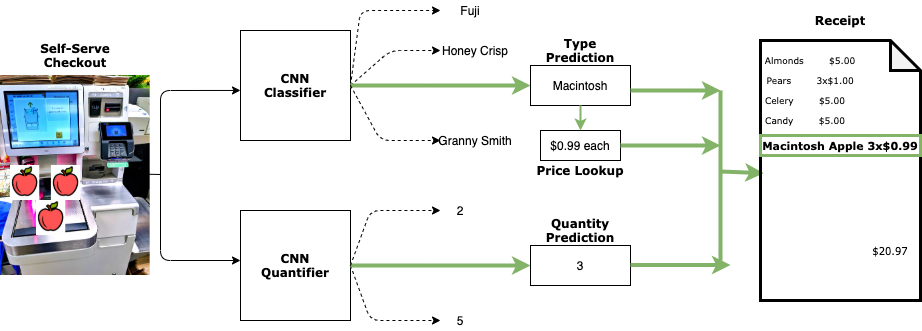 Self-Serve
Checkout
CNN
Classifier
Fuji
Honey Crisp
Granny Smith
Type
Prediction
Macintosh
$0.99 each
Price Lookup
CNN
Quantifier
2
5
Quantity
Prediction
3
Receipt
Almonds $5.00
Pears 3x$1.00
Celery $5.00
Candy $5.00
Macintosh Apple 3x$0.99
$20.97